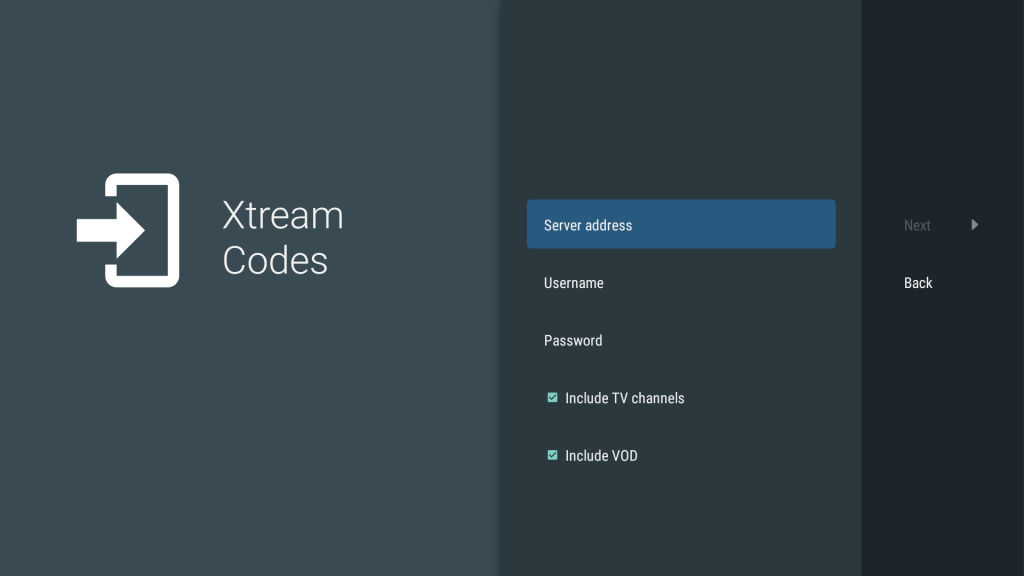 Xtream
Codes
Server address
Username
Password
Include TV channels
Include VOD
Next
Back